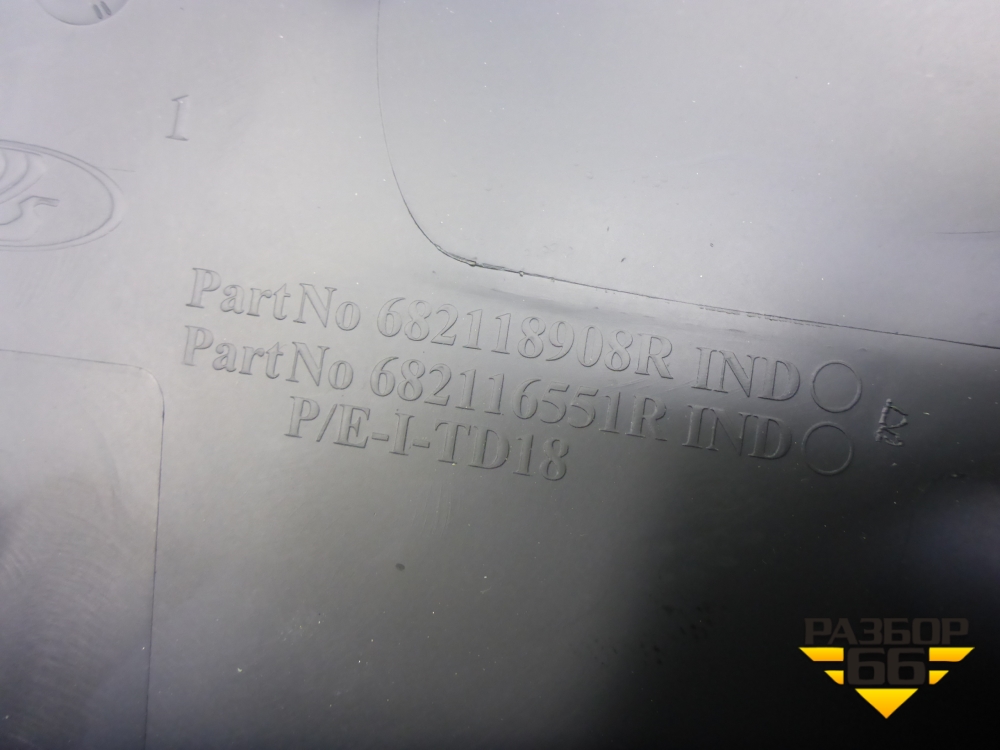 1
PartNo 682118908R IND
PartNo 682116551R IND
P/E-I-TD18
РАЗБОР
66